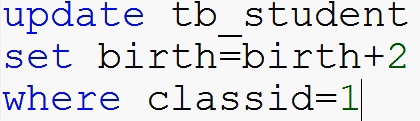 update tb_student
set birth=birth+2
where classid=1